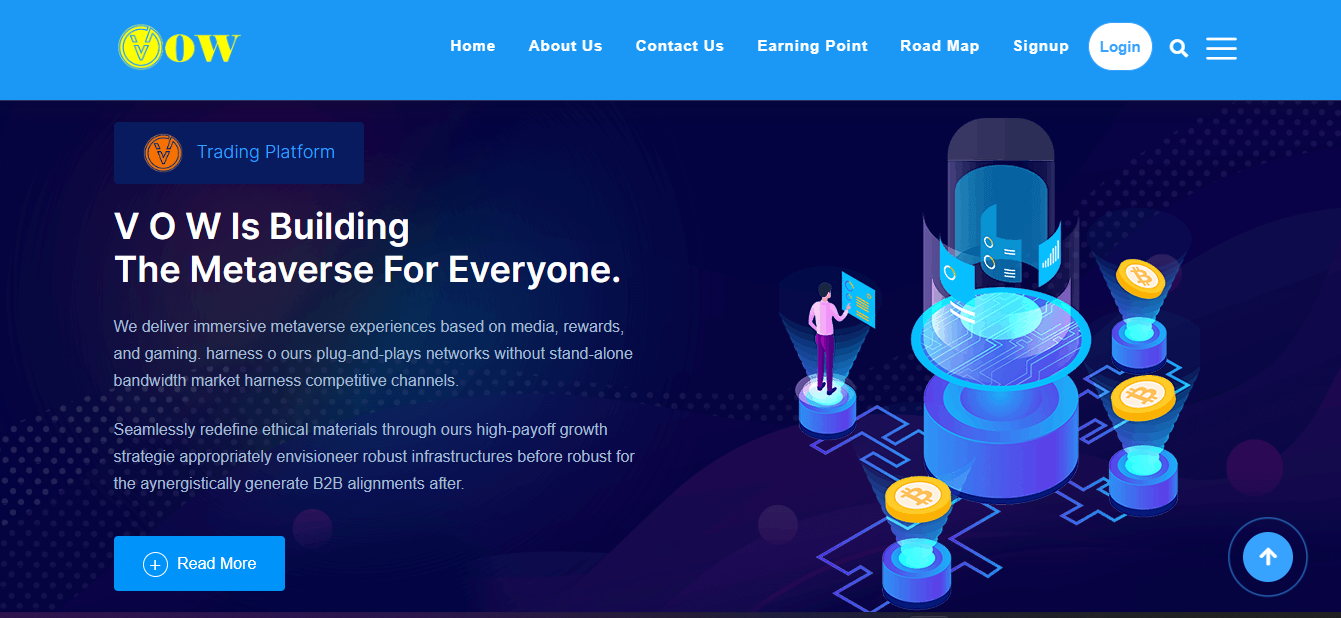 VOW
Home About Us Contact Us Earning Point Road Map Signup Login
Trading Platform
V O W Is Building
The Metaverse For Everyone.
We deliver immersive metaverse experiences based on media, rewards,
and gaming. harness o ours plug-and-plays networks without stand-alone
bandwidth market harness competitive channels.
Seamlessly redefine ethical materials through ours high-payoff growth
strategie appropriately envisioneer robust infrastructures before robust for
the aynergistically generate B2B alignments after.
Read More